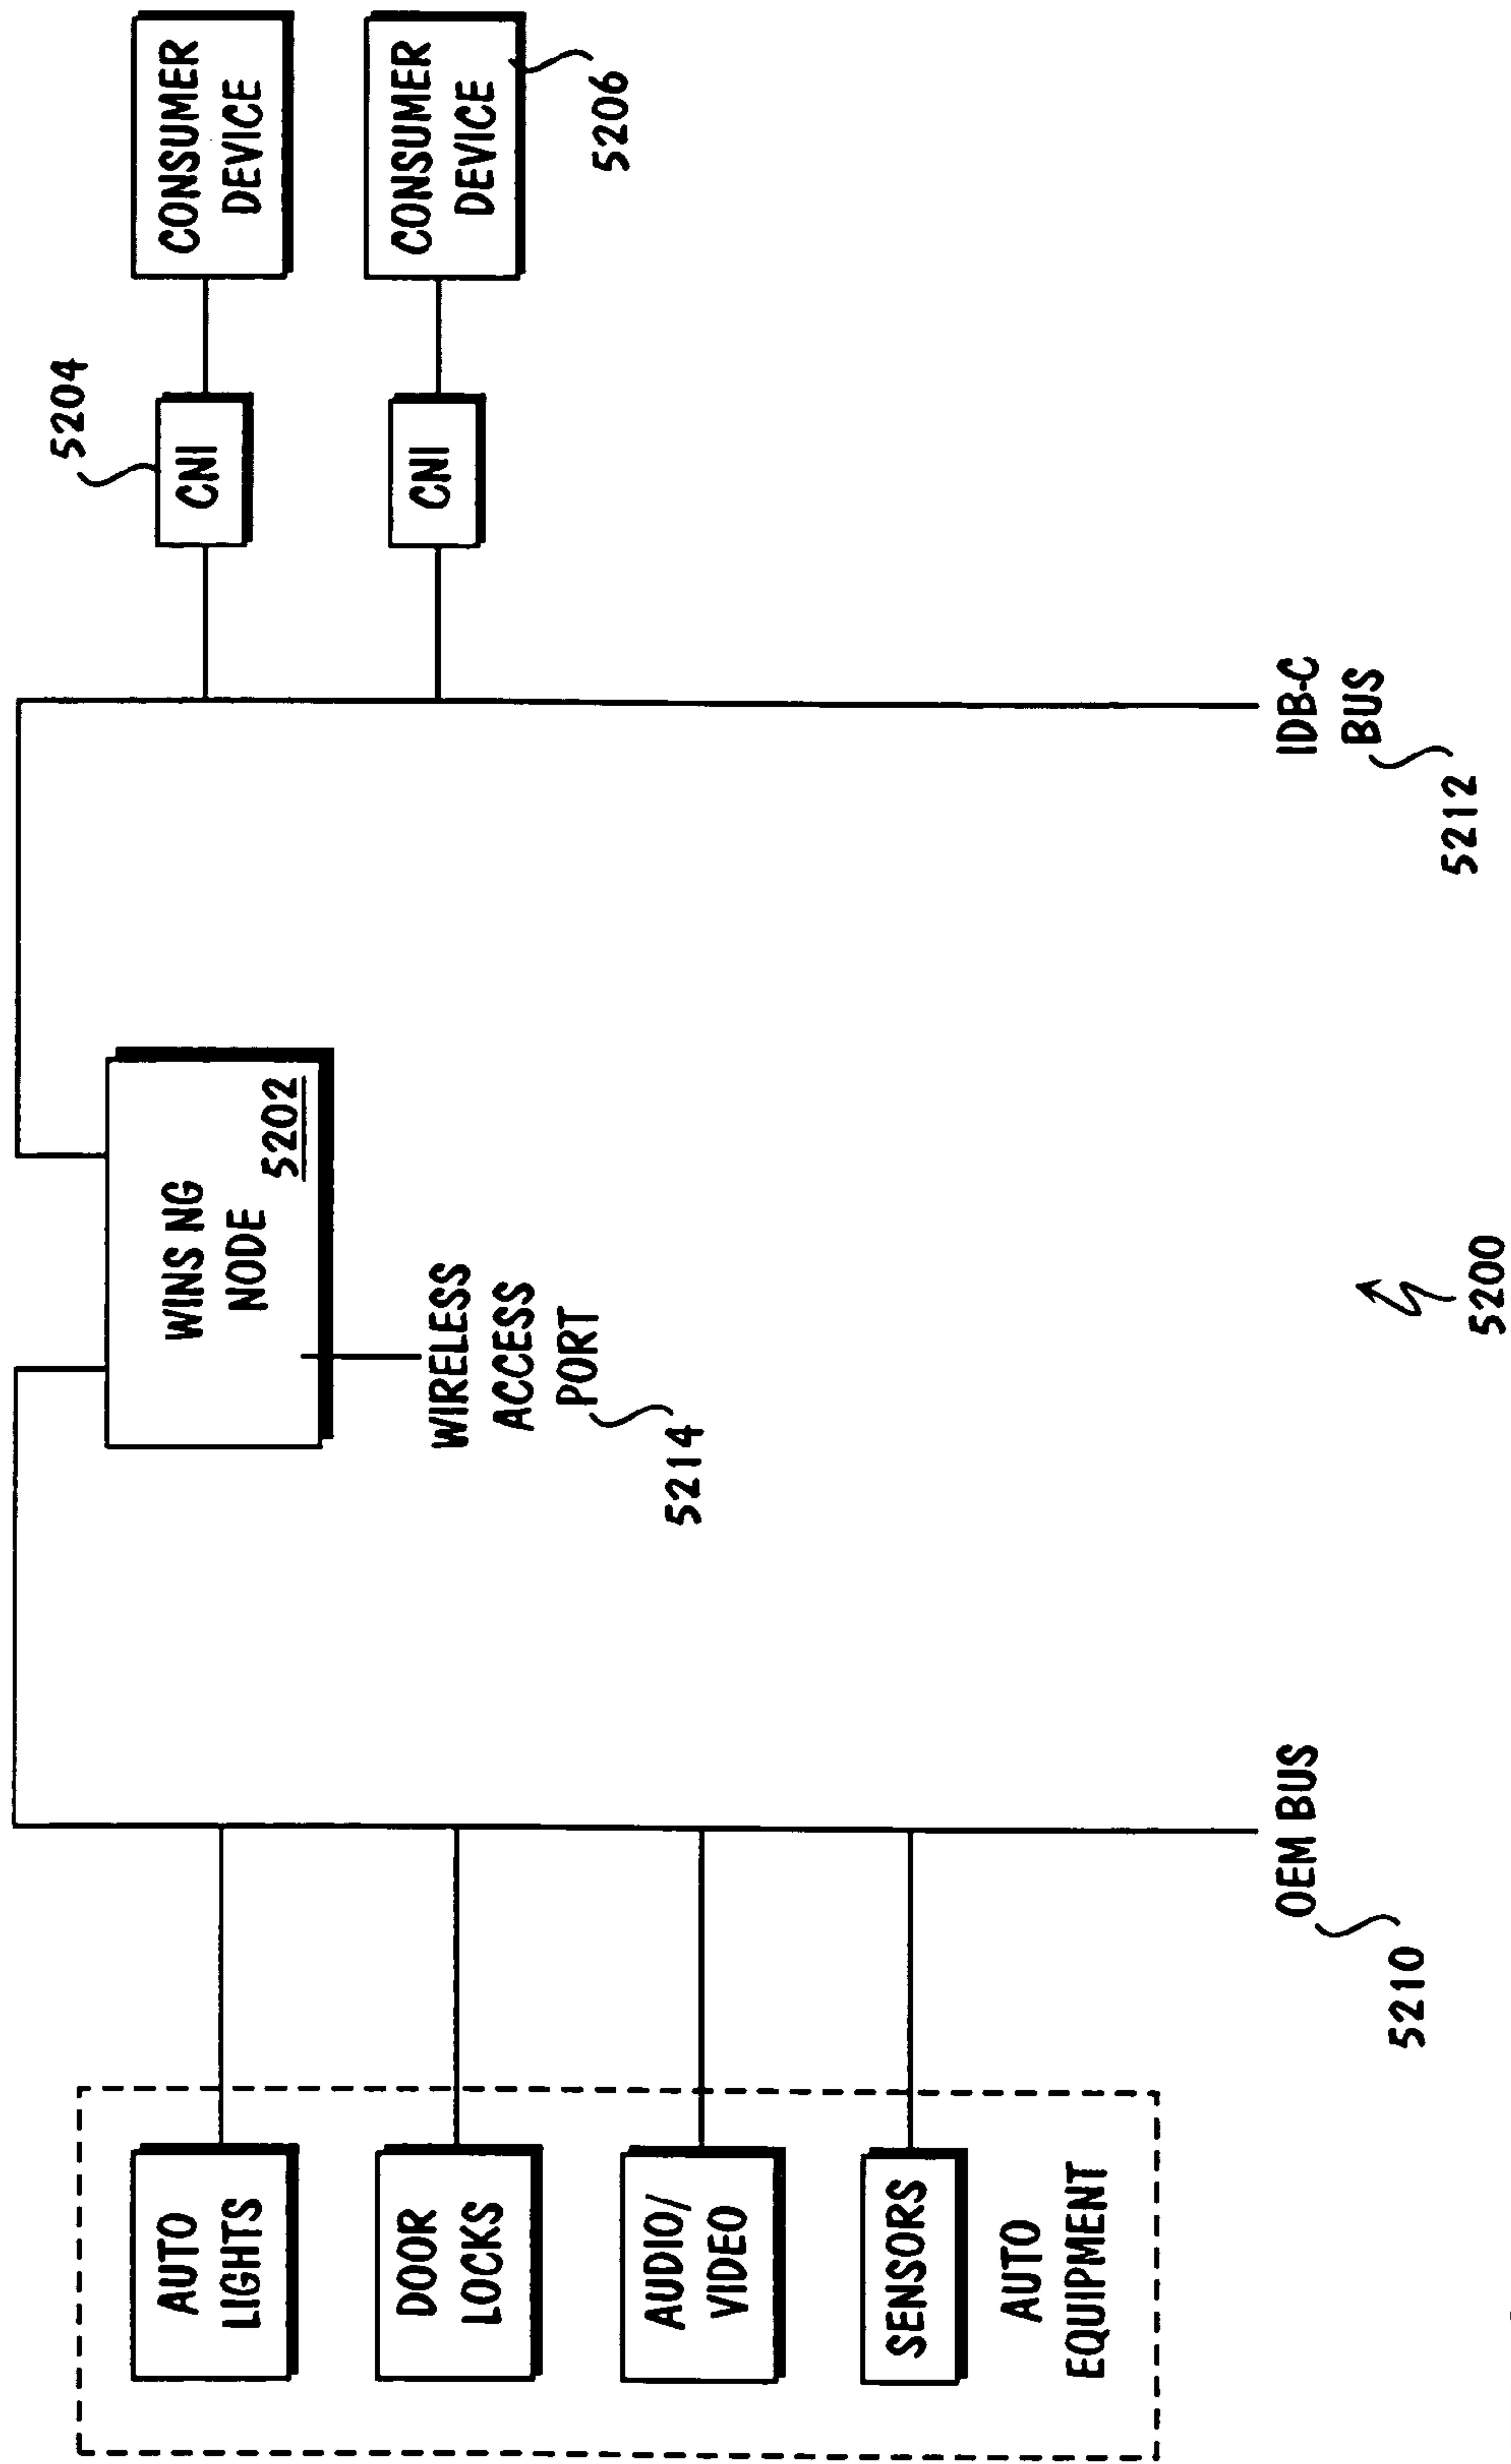 AUTO
LIGHTS
DOOR
LOCKS
AUDIO/
VIDEO
SENSORS
AUTO
EQUIPMENT
OEM BUS
5210
WINS NG
NODE
5202
WIRELESS
ACCESS
PORT
5214
5200
IDB-C
BUS
5212
5204
CNI
CONSUMER
DEVICE
CNI
CONSUMER
DEVICE
5206